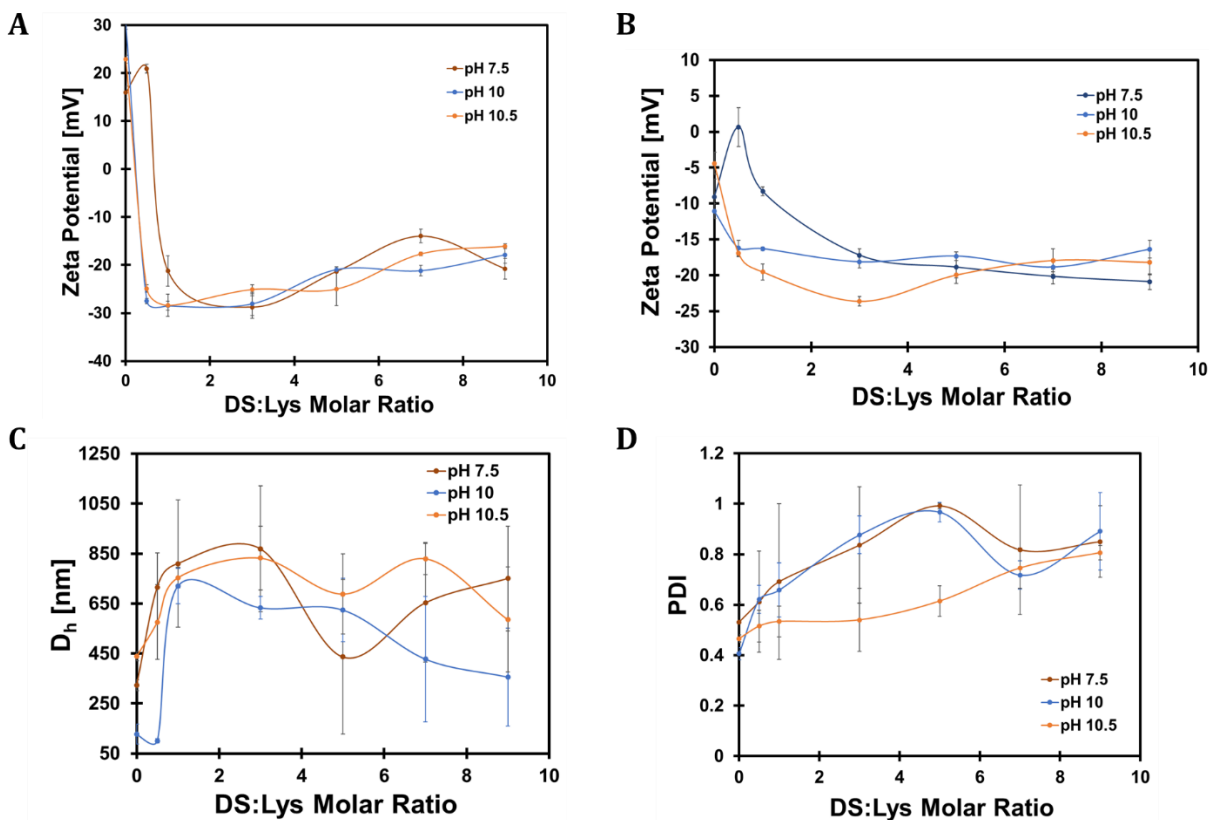 A
30
20
10
0
-10
-20
-30
-40
0 2 4 6 8 10
Zeta Potential [mV]
DS:Lys Molar Ratio
pH 7.5
pH 10
pH 10.5
B
15
10
5
0
-5
-10
-15
-20
-25
-30
0 2 4 6 8 10
Zeta Potential [mV]
DS:Lys Molar Ratio
pH 7.5
pH 10
pH 10.5
C
1250
1050
850
650
450
250
50
0 2 4 6 8 10
Dh [nm]
DS:Lys Molar Ratio
pH 7.5
pH 10
pH 10.5
D
1.2
1
0.8
0.6
0.4
0.2
0
0 2 4 6 8 10
PDI
DS:Lys Molar Ratio
pH 7.5
pH 10
pH 10.5